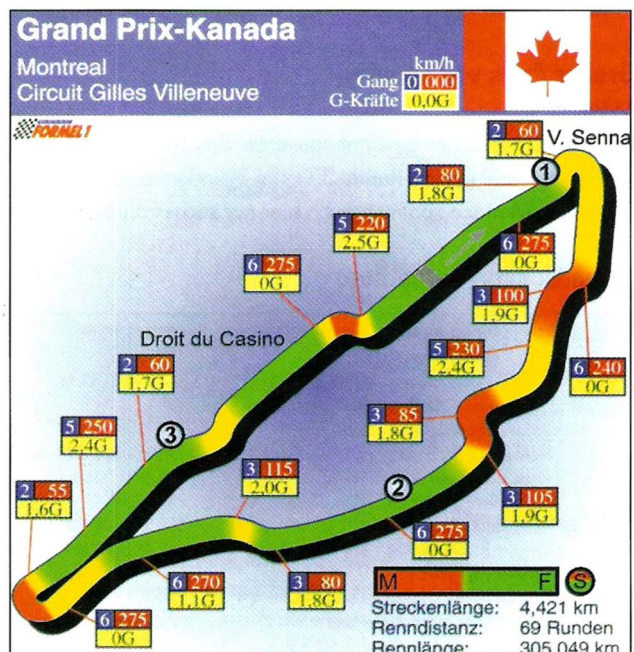 Grand Prix-Kanada
Montreal
Circuit Gilles Villeneuve
km/h
Gang 0 000
G-Kräfte 0,0G
FORMEL 1
2 60
1,7G
V. Senna
1
2 80
1,8G
5 220
2,5G
6 275
0G
6 275
0G
3 100
1,9G
Droit du Casino
5 230
2,4G
2 60
1,7G
6 240
0G
3 85
1,8G
5 250
2,4G
3
3 115
2,0G
2
2 55
1,6G
3 105
1,9G
6 275
0G
6 270
1,1G
3 80
1,8G
M F S
6 275
0G
Streckenlänge: 4,421 km
Renndistanz: 69 Runden
Rennlänge: 305,049 km